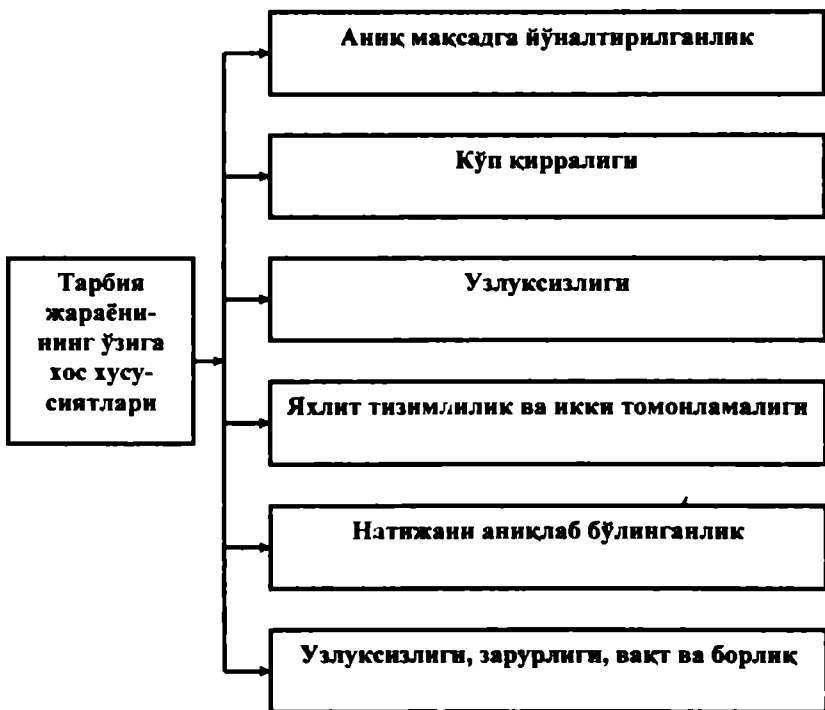 Аниқ мақсадга йўналтирилганлик
Кўп қирралиги
Узлуксизлиги
Тарбия
жараёни-
нинг ўзига
хос хусу-
сиятлари
Яхлит тизимлилик ва икки томонламалиги
Натижани аниқлаб бўлинганлик
Узлуксизлиги, зарурлиги, вақт ва борлиқ